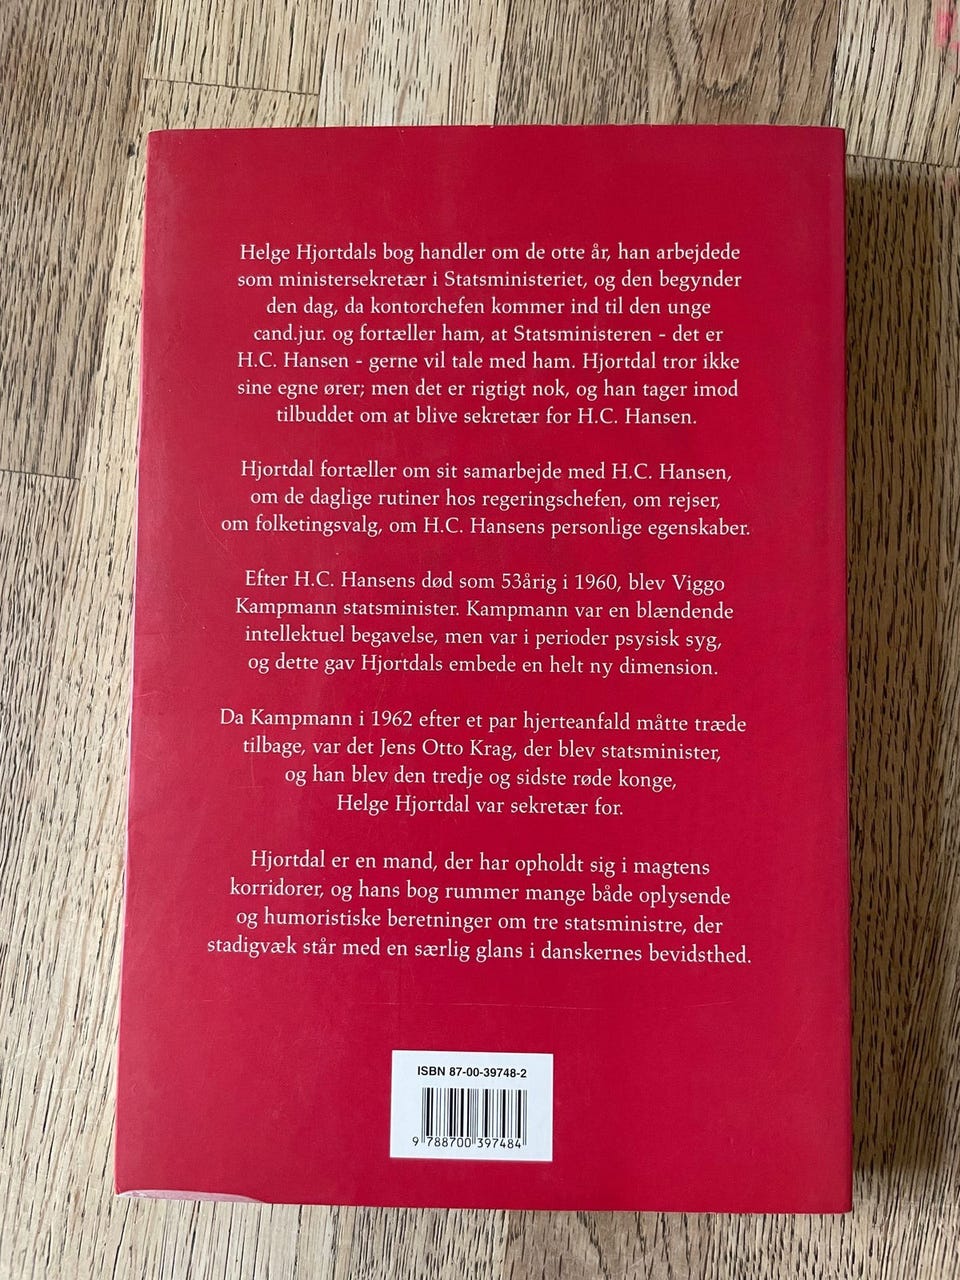 Helge Hjortdals bog handler om de otte år, han arbejdede
som ministersekretær i Statsministeriet, og den begynder
den dag, da kontorchefen kommer ind til den unge
cand.jur. og fortæller ham, at Statsministeren - det er
H.C. Hansen - gerne vil tale med ham. Hjortdal tror ikke
sine egne ører; men det er rigtigt nok, og han tager imod
tilbuddet om at blive sekretær for H.C. Hansen.
Hjortdal fortæller om sit samarbejde med H.C. Hansen,
om de daglige rutiner hos regeringschefen, om rejser,
om folketingsvalg, om H.C. Hansens personlige egenskaber.
Efter H.C. Hansens død som 53årig i 1960, blev Viggo
Kampmann statsminister. Kampmann var en blændende
intellektuel begavelse, men var i perioder psysisk syg,
og dette gav Hjortdals embede en helt ny dimension.
Da Kampmann i 1962 efter et par hjerteanfald måtte træde
tilbage, var det Jens Otto Krag, der blev statsminister,
og han blev den tredje og sidste røde konge,
Helge Hjortdal var sekretær for.
Hjortdal er en mand, der har opholdt sig i magtens
korridorer, og hans bog rummer mange både oplysende
og humoristiske beretninger om tre statsministre, der
stadigvæk står med en særlig glans i danskernes bevidsthed.
ISBN 87-00-39748-2
9 788700 397484